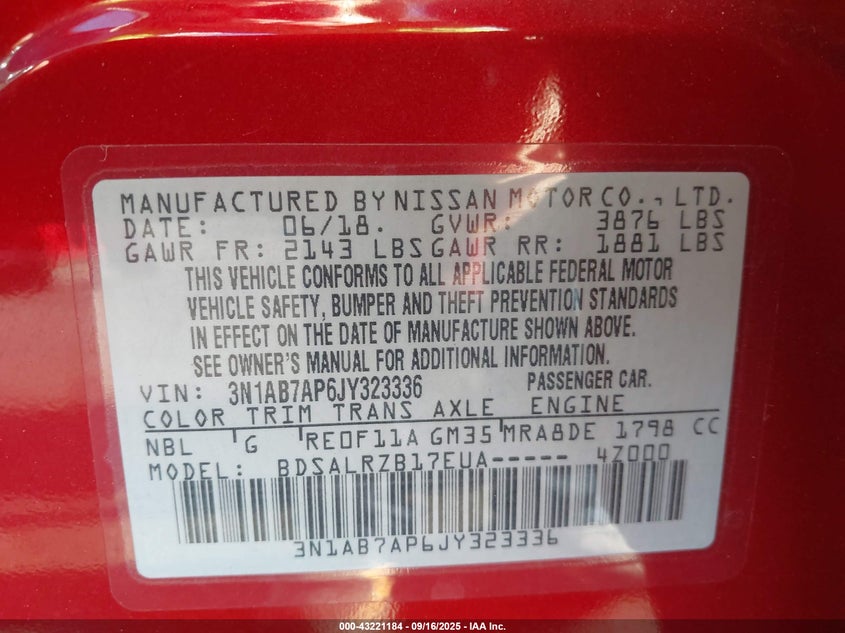 MANUFACTURED BY NISSAN MOTOR CO., LTD.
DATE: 06/18. GVWR: 3876 LBS
GAWR FR: 2143 LBS GAWR RR: 1881 LBS
THIS VEHICLE CONFORMS TO ALL APPLICABLE FEDERAL MOTOR
VEHICLE SAFETY, BUMPER AND THEFT PREVENTION STANDARDS
IN EFFECT ON THE DATE OF MANUFACTURE SHOWN ABOVE.
SEE OWNER'S MANUAL FOR ADDITIONAL INFORMATION.
VIN: 3N1AB7AP6JY323336 PASSENGER CAR.
COLOR TRIM TRANS AXLE ENGINE
NBL G RE0F11A GM35 MRA8DE 1798 CC
MODEL: BDSALRZB17EUA----- 4Z000
3N1AB7AP6JY323336
000-43221184 - 09/16/2025 - IAA Inc.